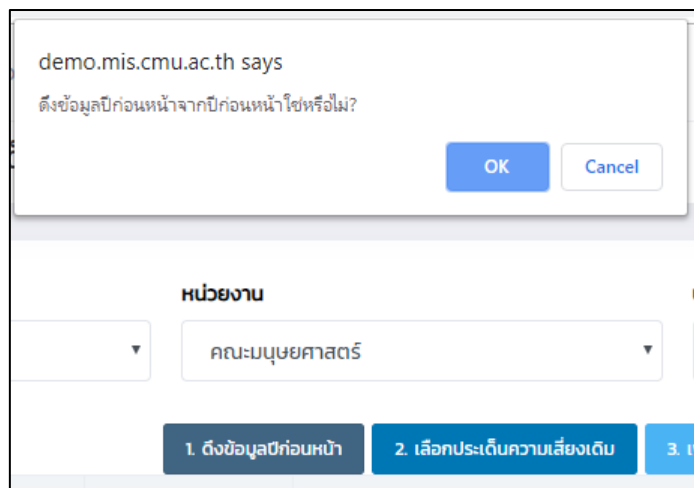 demo.mis.cmu.ac.th says
ดึงข้อมูลปีก่อนหน้าจากปีก่อนหน้าใช่หรือไม่?
OK Cancel
หน่วยงาน
คณะมนุษยศาสตร์
1. ดึงข้อมูลปีก่อนหน้า 2. เลือกประเด็นความเสี่ยงเดิม 3.